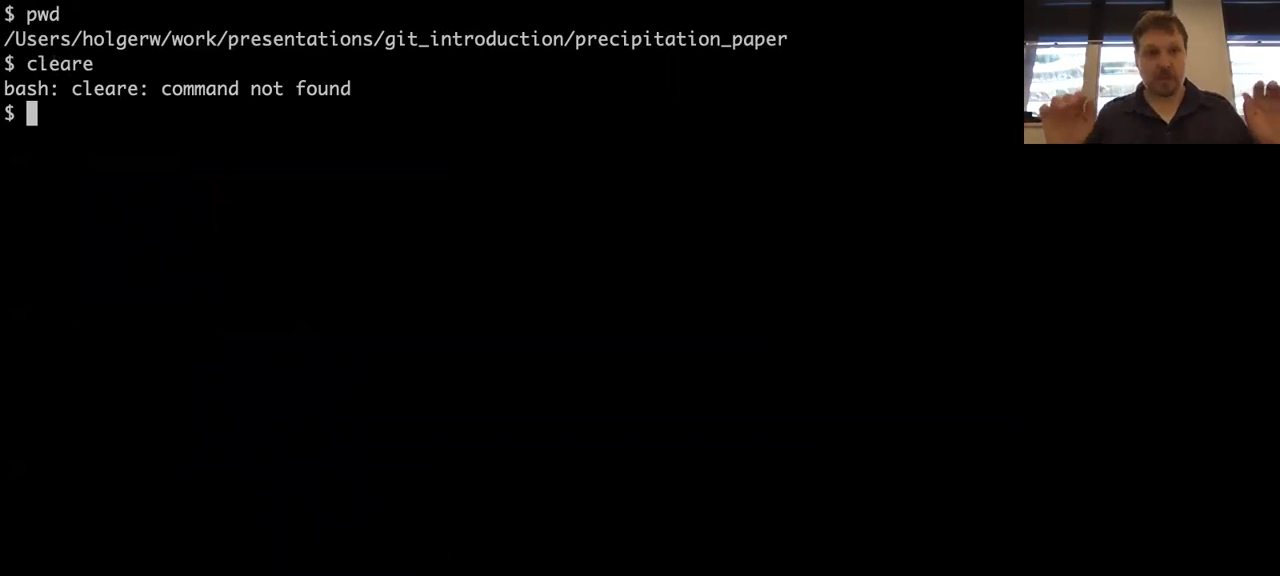 $ pwd
/Users/holgerw/work/presentations/git_introduction/precipitation_paper
$ cleare
bash: cleare: command not found
$